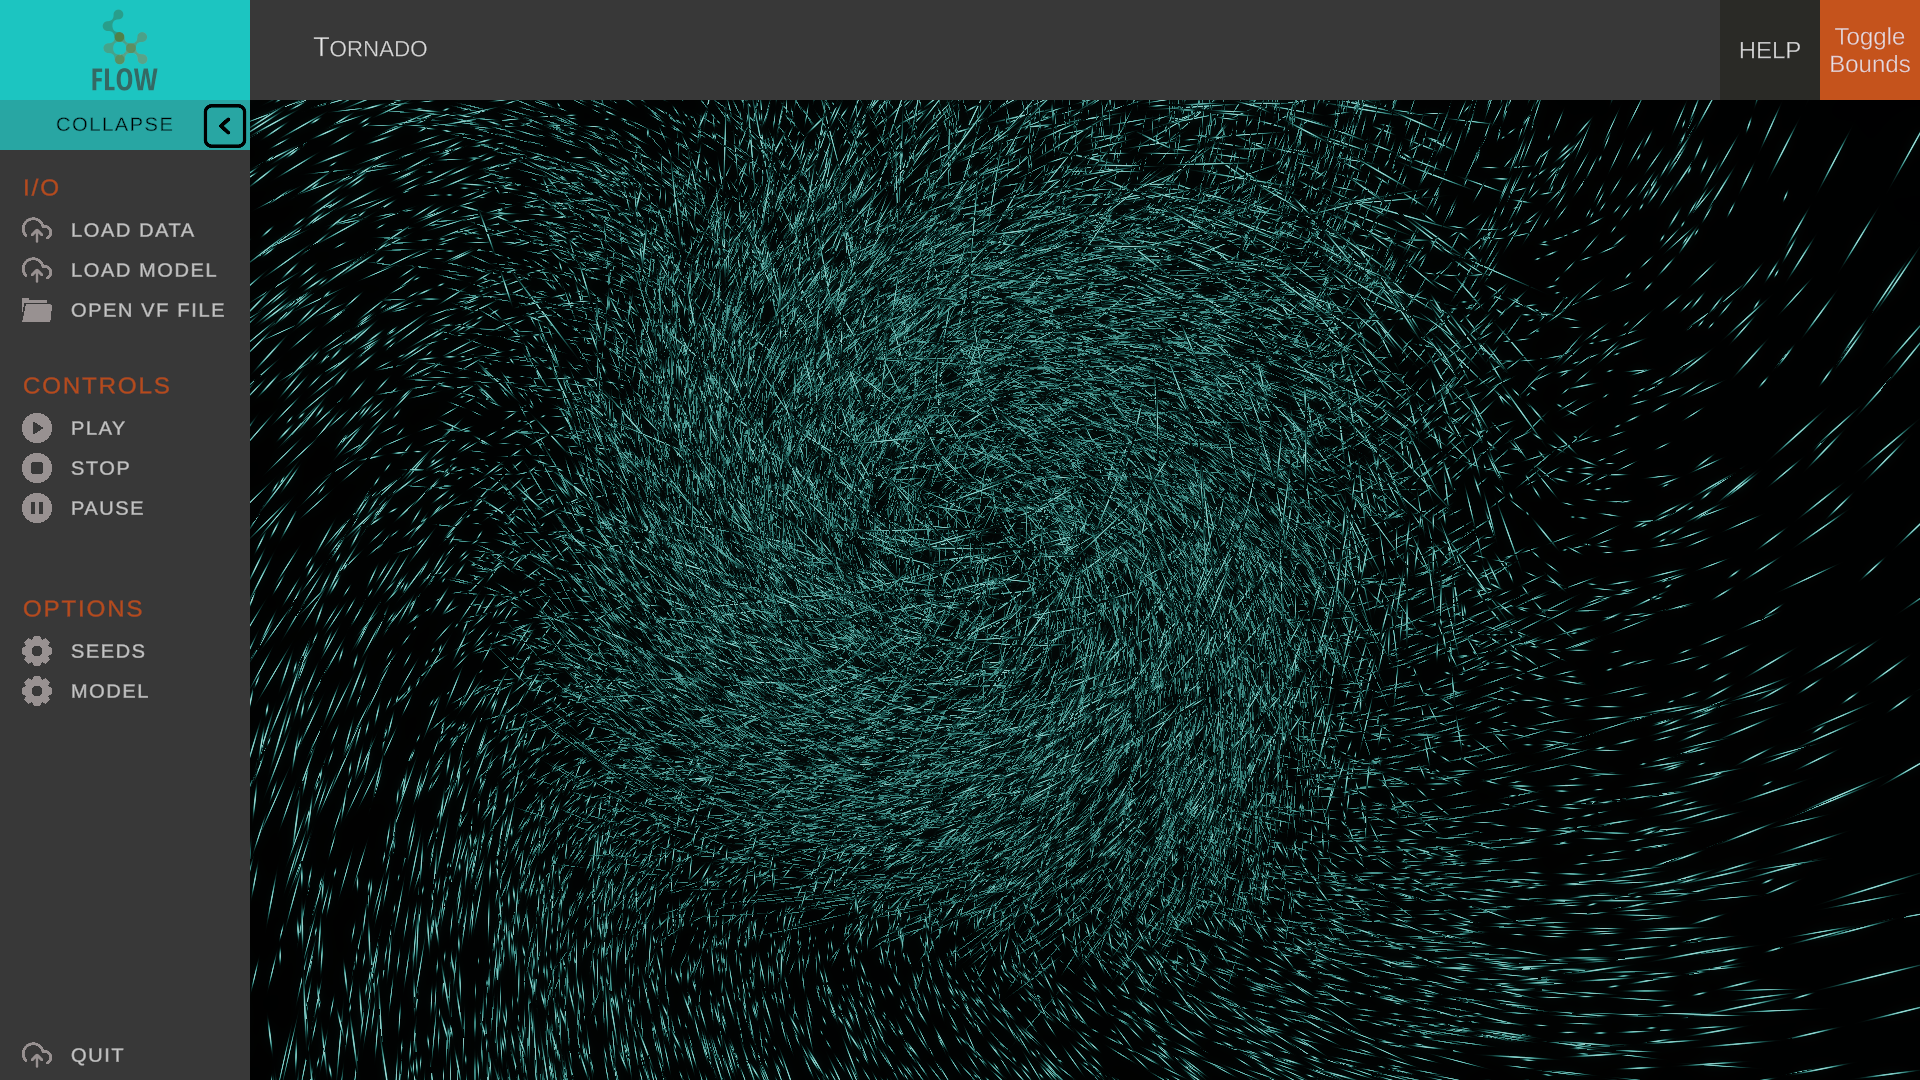 FLOW
TORNADO
HELP
Toggle
Bounds
COLLAPSE
I/O
LOAD DATA
LOAD MODEL
OPEN VF FILE
CONTROLS
PLAY
STOP
PAUSE
OPTIONS
SEEDS
MODEL
QUIT